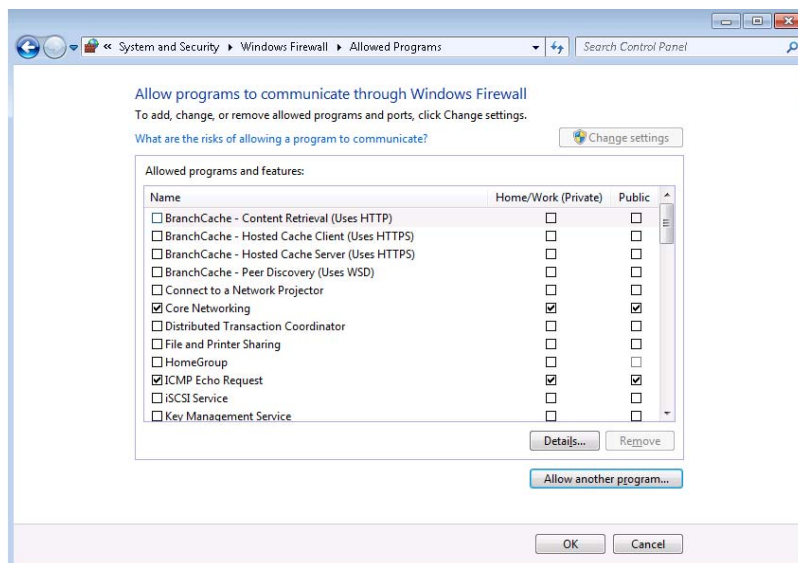 « System and Security ▸ Windows Firewall ▸ Allowed Programs
Search Control Panel
Allow programs to communicate through Windows Firewall
To add, change, or remove allowed programs and ports, click Change settings.
What are the risks of allowing a program to communicate?
Change settings
Allowed programs and features:
Name Home/Work (Private) Public
BranchCache - Content Retrieval (Uses HTTP)
BranchCache - Hosted Cache Client (Uses HTTPS)
BranchCache - Hosted Cache Server (Uses HTTPS)
BranchCache - Peer Discovery (Uses WSD)
Connect to a Network Projector
Core Networking
Distributed Transaction Coordinator
File and Printer Sharing
HomeGroup
ICMP Echo Request
iSCSI Service
Key Management Service
Details... Remove
Allow another program...
OK Cancel